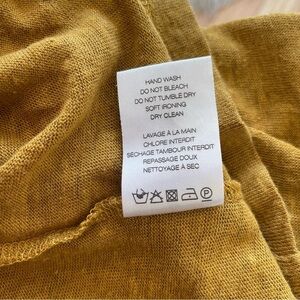 HAND WASH
DO NOT BLEACH
DO NOT TUMBLE DRY
SOFT IRONING
DRY CLEAN
LAVAGE À LA MAIN
CHLORE INTERDIT
SECHAGE TAMBOUR INTERDIT
REPASSAGE DOUX
NETTOYAGE À SEC
P